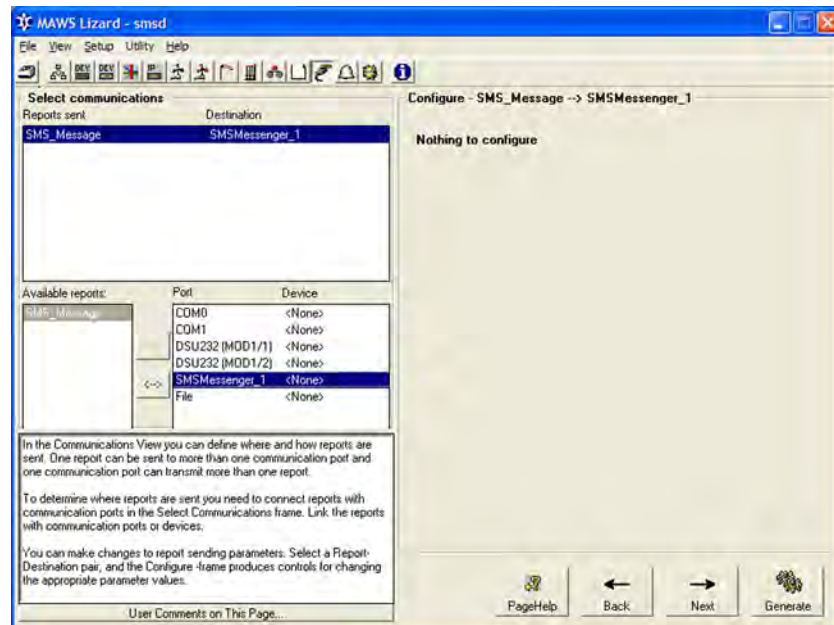 MAWS Lizard - smsd
File View Setup Utility Help
Select communications
Reports sent Destination
SMS_Message SMSMessenger_1
Available reports: Port Device
SMS_Message
COM0 <None>
COM1 <None>
DSU232 (MOD1/1) <None>
DSU232 (MOD1/2) <None>
SMSMessenger_1 <None>
File <None>
<-->
In the Communications View you can define where and how reports are
sent. One report can be sent to more than one communication port and
one communication port can transmit more than one report.
To determine where reports are sent you need to connect reports with
communication ports in the Select Communications frame. Link the reports
with communication ports or devices.
You can make changes to report sending parameters. Select a Report-
Destination pair, and the Configure -frame produces controls for changing
the appropriate parameter values.
User Comments on This Page...
Configure - SMS_Message --> SMSMessenger_1
Nothing to configure
PageHelp Back Next Generate